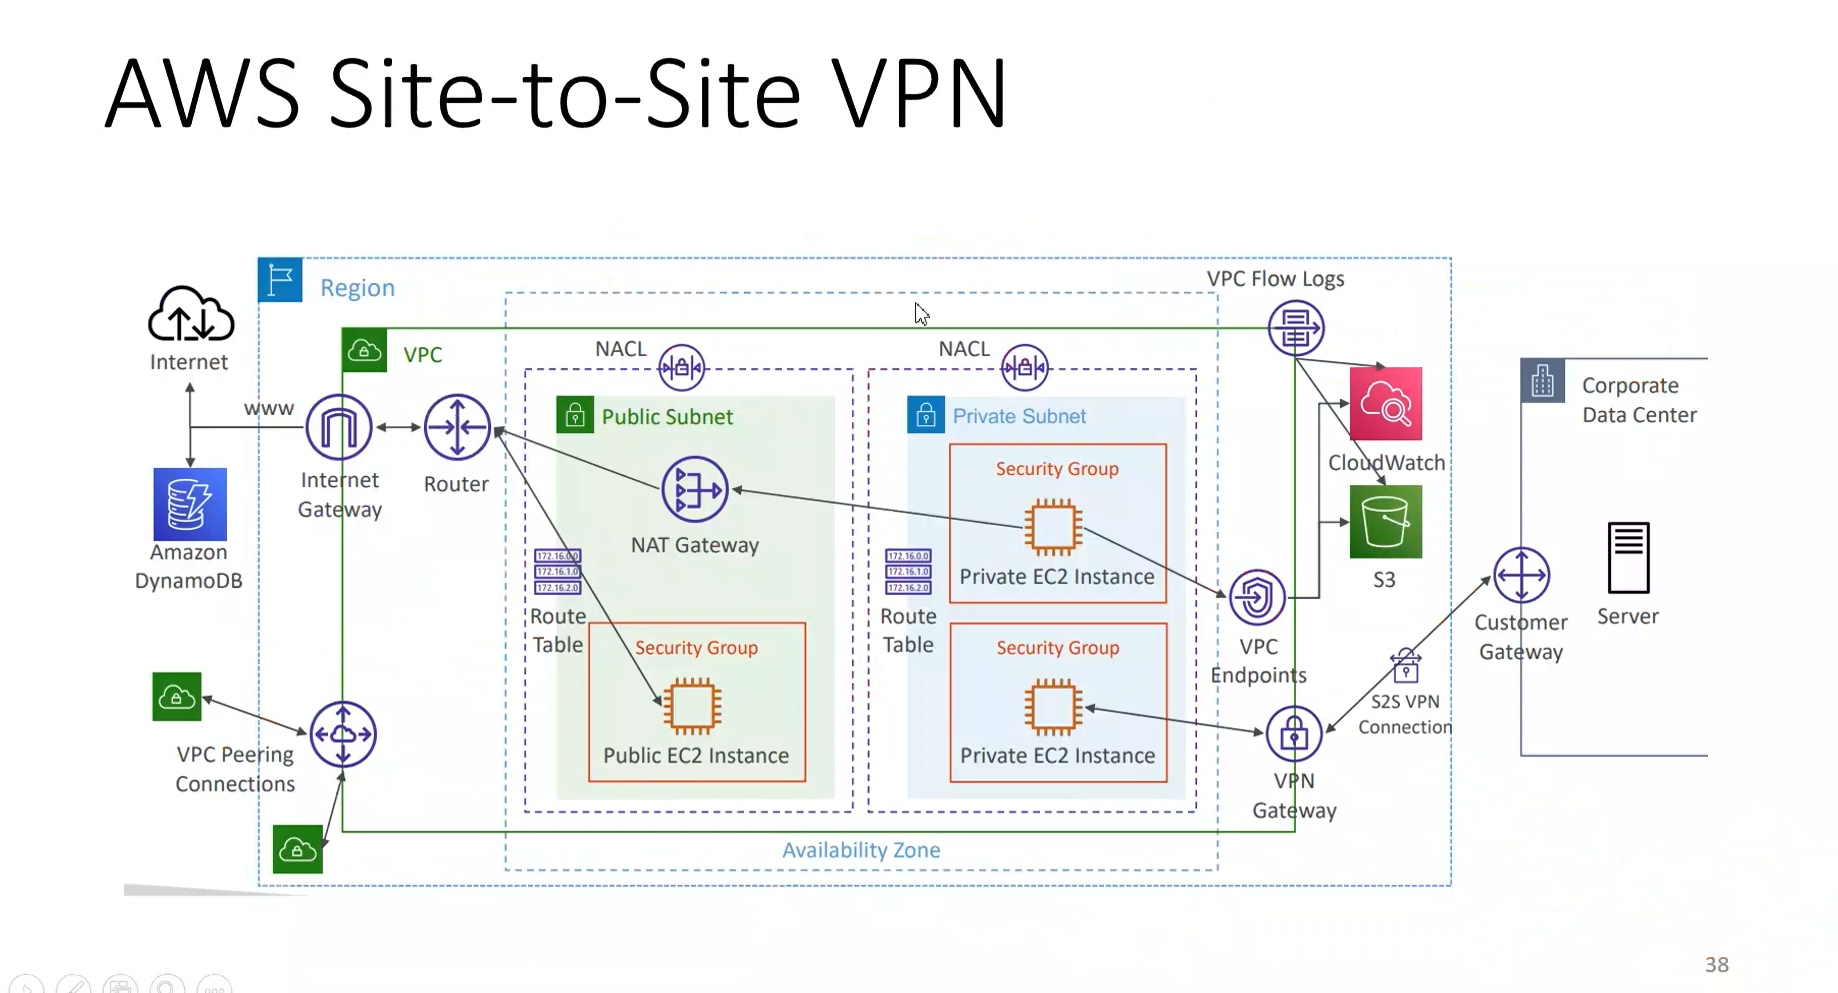 AWS Site-to-Site VPN
Region
VPC Flow Logs
Internet
VPC
NACL
NACL
Corporate
Data Center
www
Public Subnet
Private Subnet
Security Group
CloudWatch
Internet
Gateway
Router
NAT Gateway
Amazon
DynamoDB
172.16.0.0
172.16.1.0
172.16.2.0
Route
Table
172.16.0.0
172.16.1.0
172.16.2.0
Route
Table
Private EC2 Instance
S3
Server
Customer
Gateway
VPC
Endpoints
Security Group
Security Group
S2S VPN
Connection
VPC Peering
Connections
Public EC2 Instance
Private EC2 Instance
VPN
Gateway
Availability Zone
38